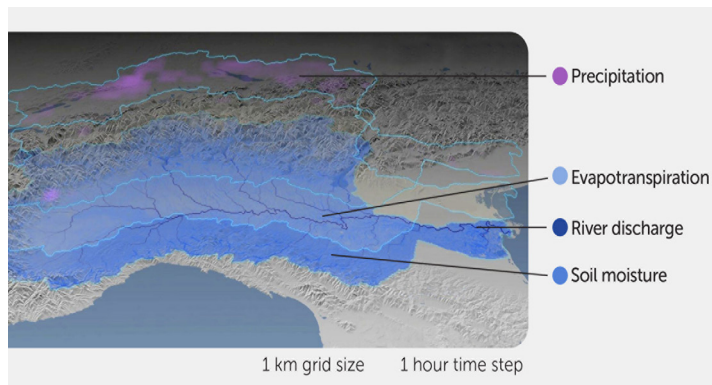 Precipitation
Evapotranspiration
River discharge
Soil moisture
1 km grid size 1 hour time step